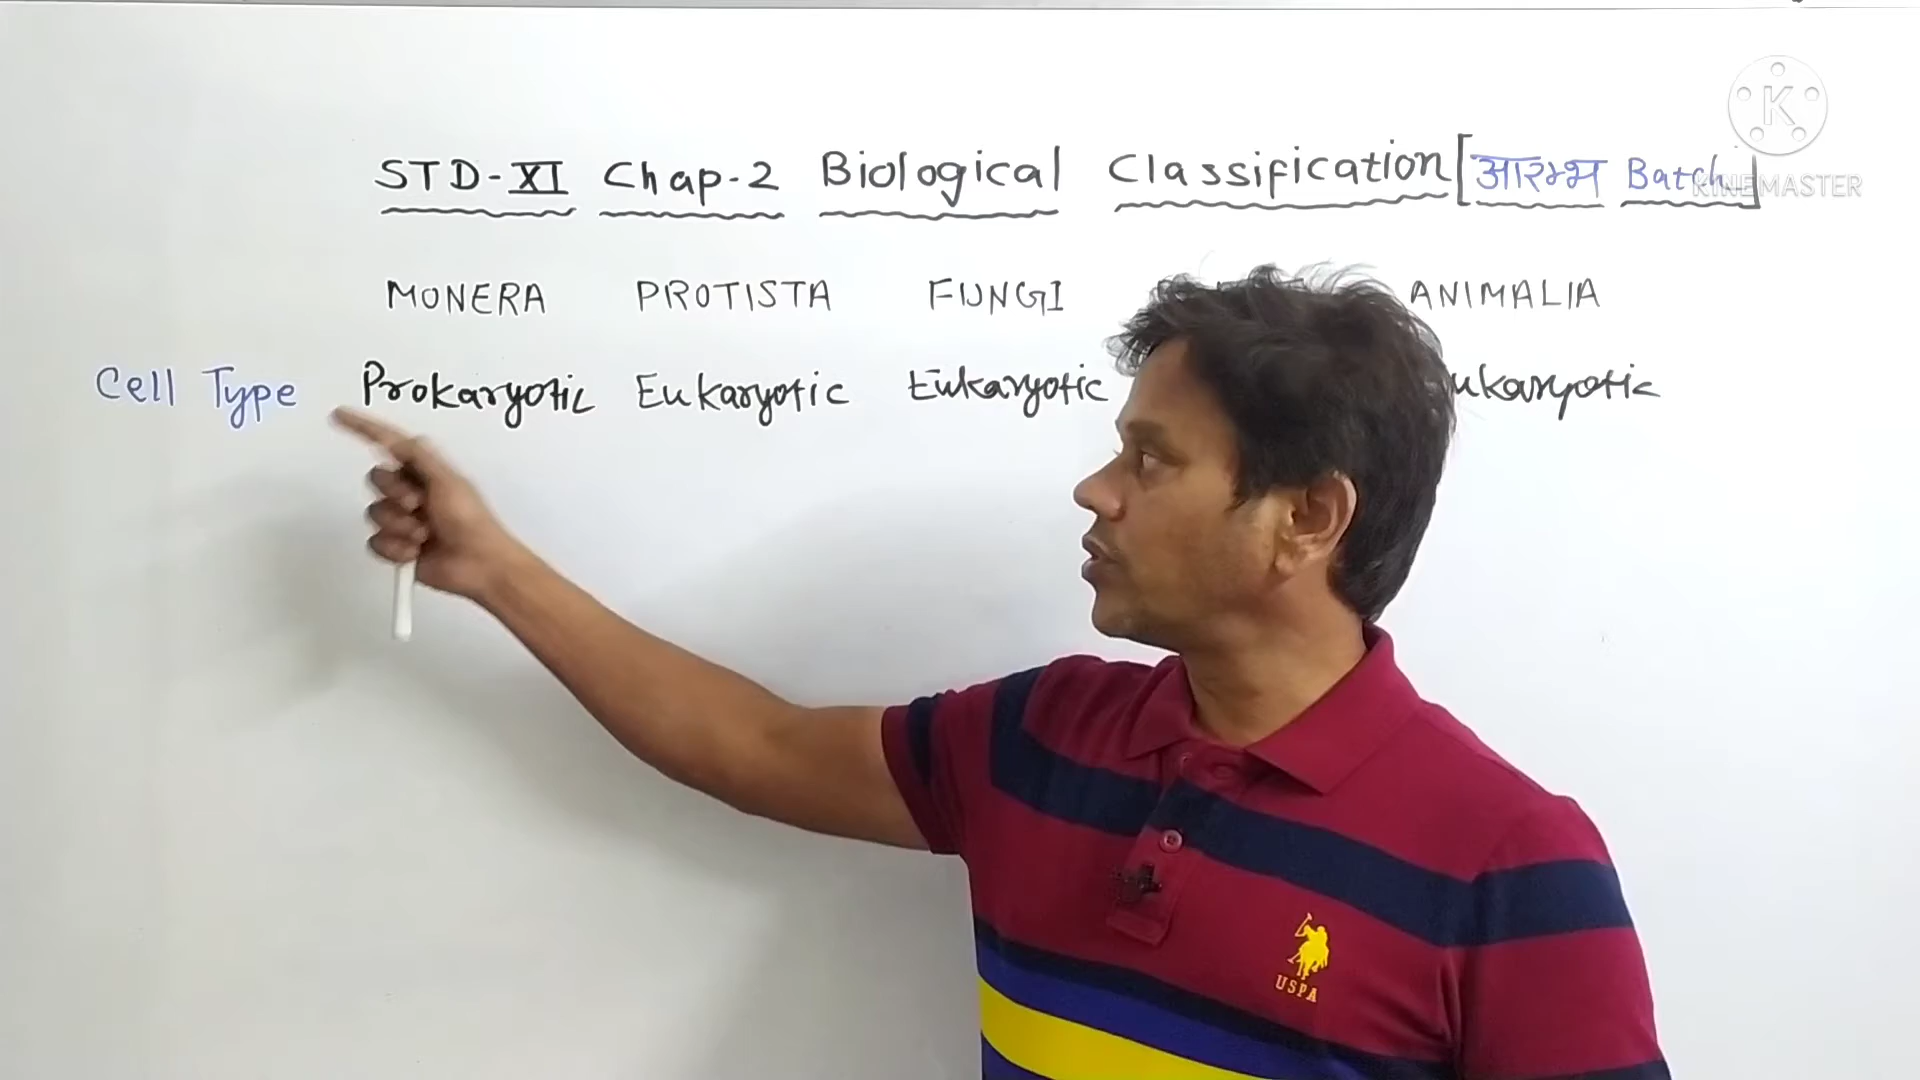 STD-XI Chap-2 Biological Classification [आरम्भ Batch]
K
KINEMASTER
MONERA PROTISTA FUNGI ANIMALIA
Cell Type Prokaryotic Eukaryotic Eukaryotic ukaryotic
USPA